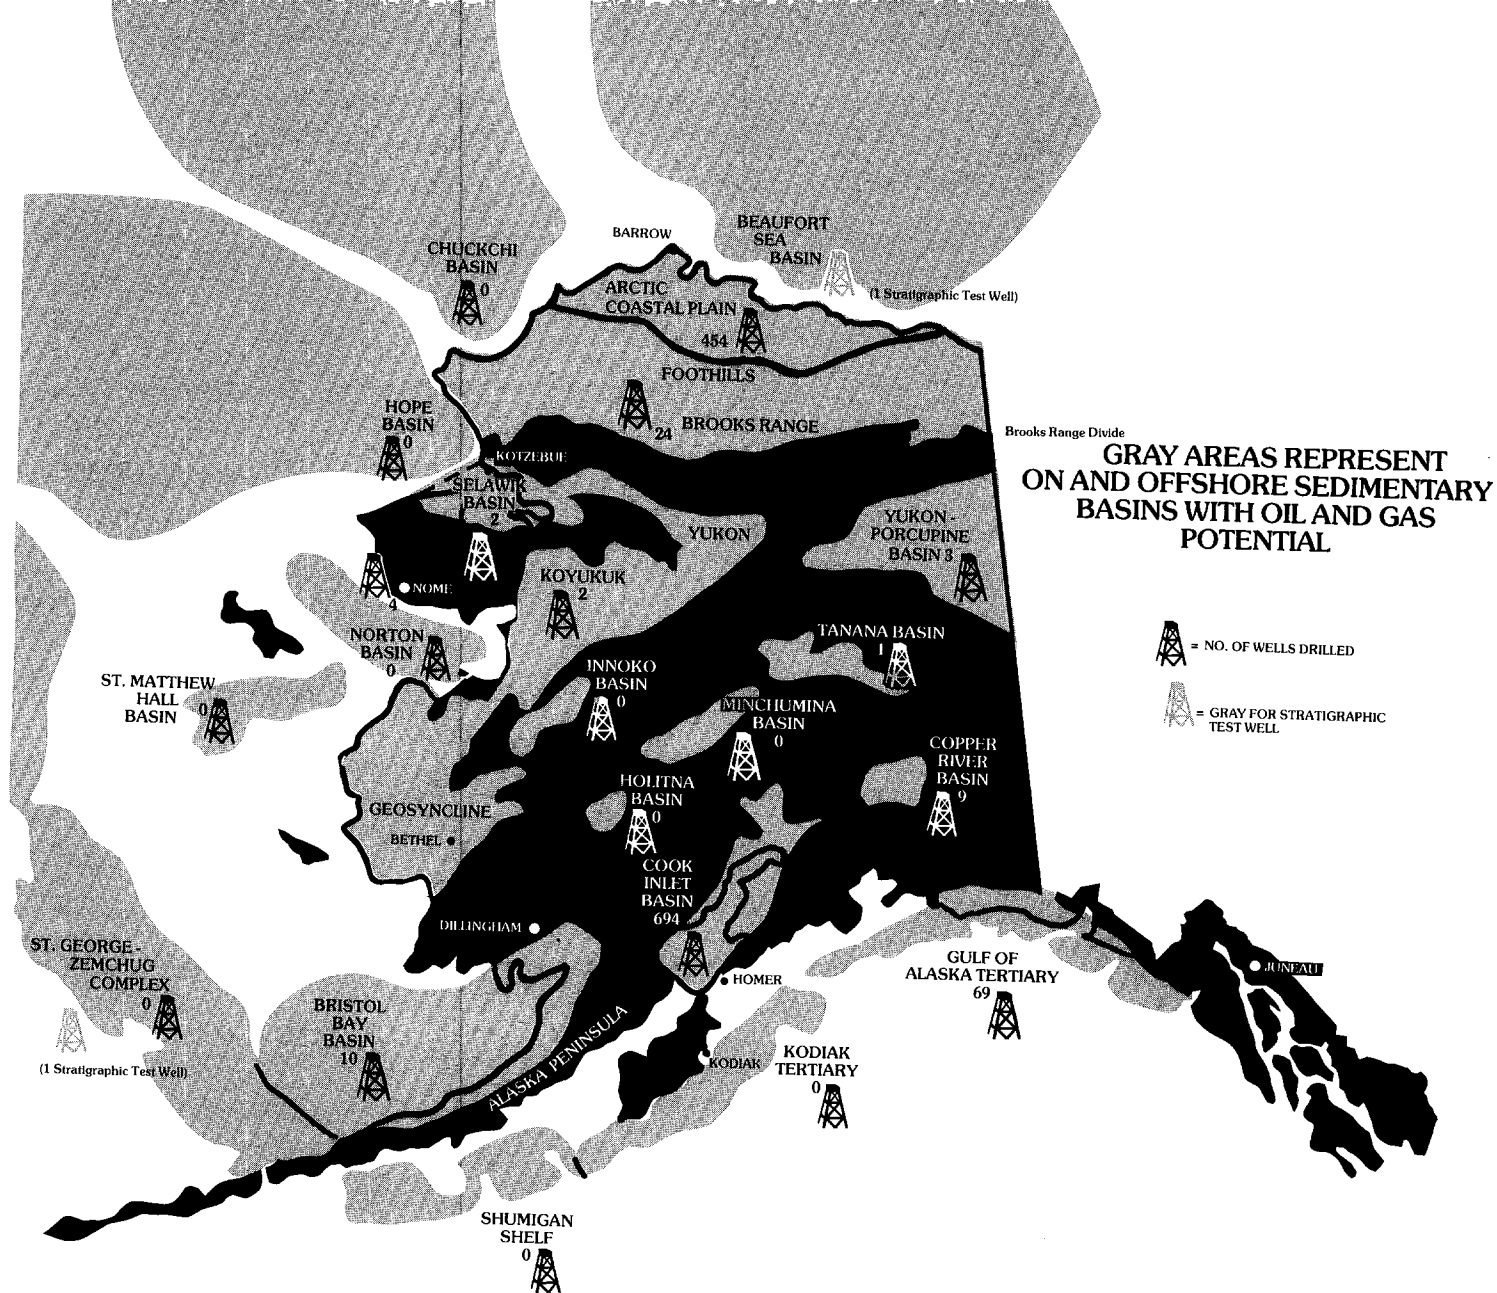 BARROW
BEAUFORT
SEA
BASIN
(1 Stratigraphic Test Well)
CHUCKCHI
BASIN
0
ARCTIC
COASTAL PLAIN
454
FOOTHILLS
24
BROOKS RANGE
Brooks Range Divide
HOPE
BASIN
0
KOTZEBUE
GRAY AREAS REPRESENT
ON AND OFFSHORE SEDIMENTARY
BASINS WITH OIL AND GAS
POTENTIAL
SELAWIK
BASIN
2
YUKON
YUKON -
PORCUPINE
BASIN 3
KOYUKUK
2
NOME
4
NORTON
BASIN
0
TANANA BASIN
1
= NO. OF WELLS DRILLED
= GRAY FOR STRATIGRAPHIC
TEST WELL
ST. MATTHEW
HALL
BASIN
0
INNOKO
BASIN
0
MINCHUMINA
BASIN
0
COPPER
RIVER
BASIN
9
HOLITNA
BASIN
0
GEOSYNCLINE
BETHEL
COOK
INLET
BASIN
694
DILLINGHAM
ST. GEORGE -
ZEMCHUG
COMPLEX
0
(1 Stratigraphic Test Well)
BRISTOL
BAY
BASIN
10
HOMER
GULF OF
ALASKA TERTIARY
69
JUNEAU
ALASKA PENINSULA
KODIAK
KODIAK
TERTIARY
0
SHUMIGAN
SHELF
0